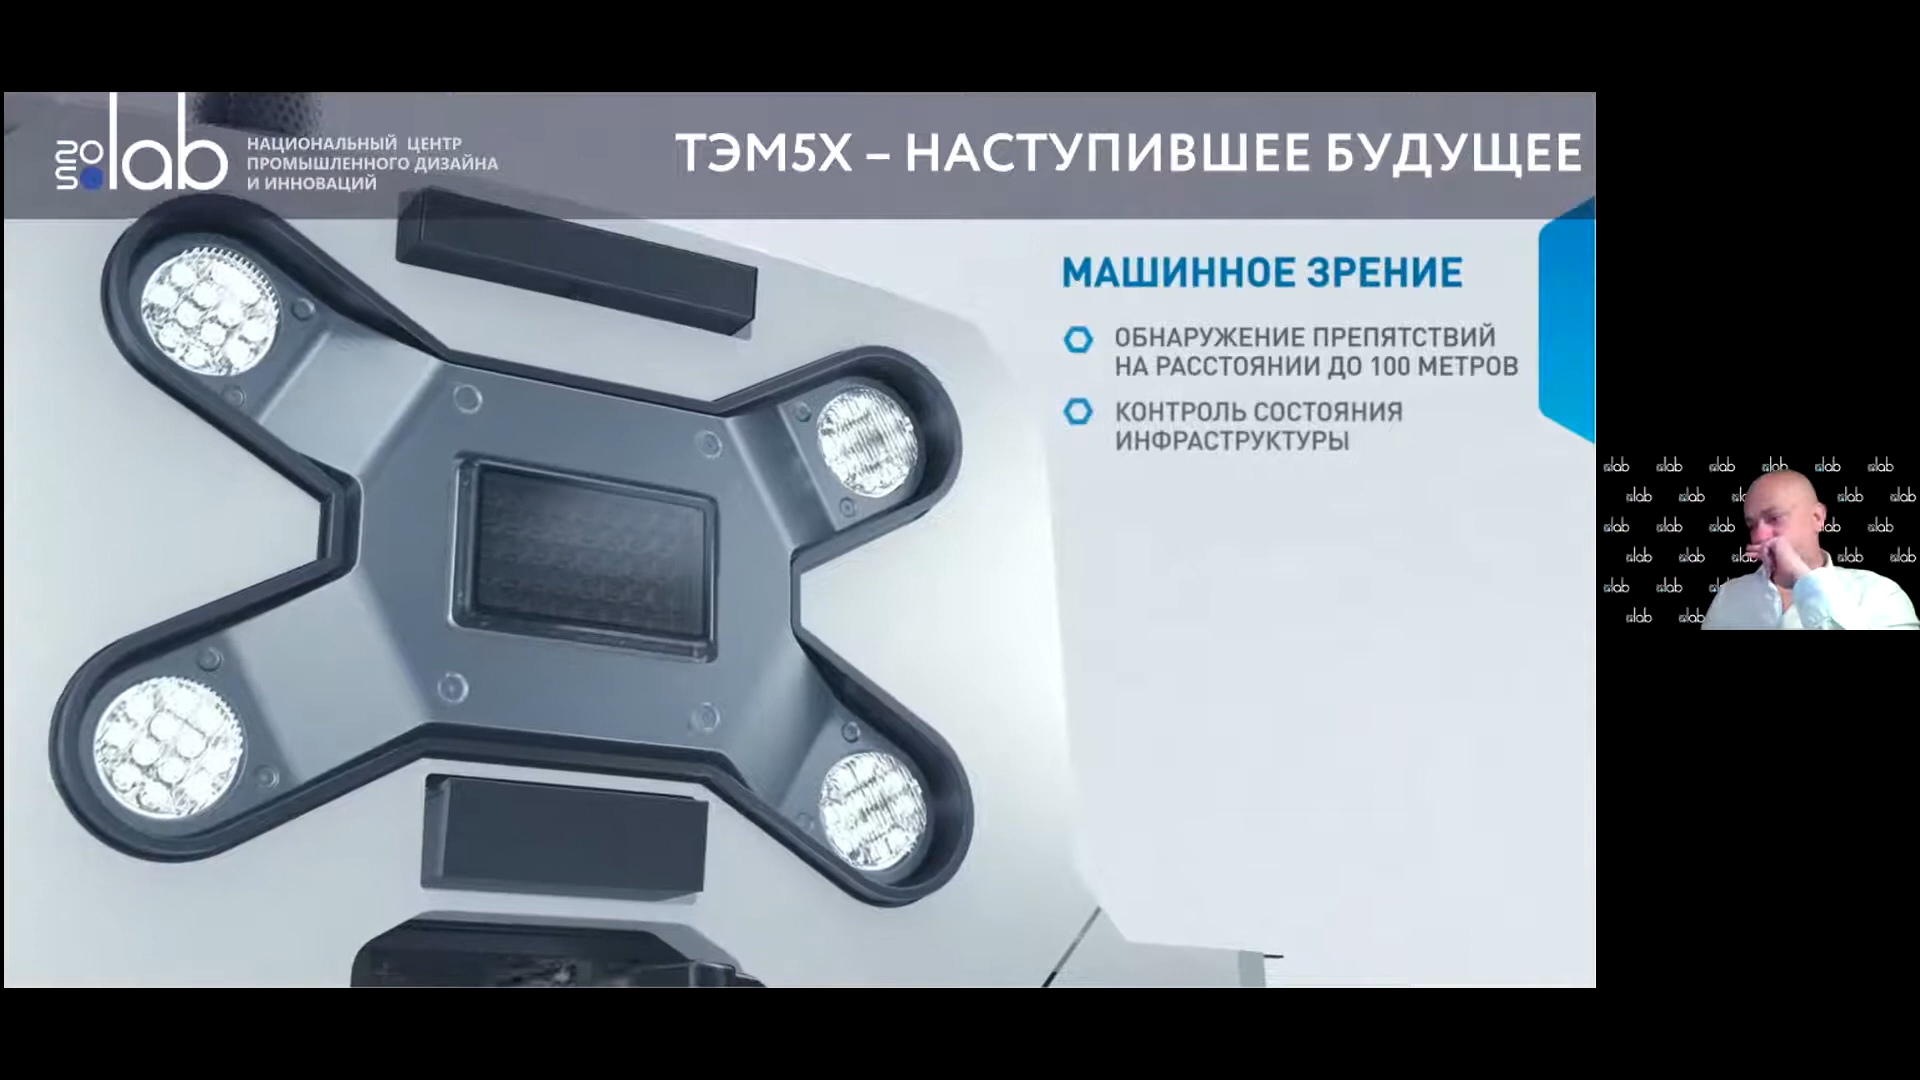 2050.lab
НАЦИОНАЛЬНЫЙ ЦЕНТР
ПРОМЫШЛЕННОГО ДИЗАЙНА
И ИННОВАЦИЙ
ТЭМ5Х – НАСТУПИВШЕЕ БУДУЩЕЕ
МАШИННОЕ ЗРЕНИЕ
ОБНАРУЖЕНИЕ ПРЕПЯТСТВИЙ
НА РАССТОЯНИИ ДО 100 МЕТРОВ
КОНТРОЛЬ СОСТОЯНИЯ
ИНФРАСТРУКТУРЫ